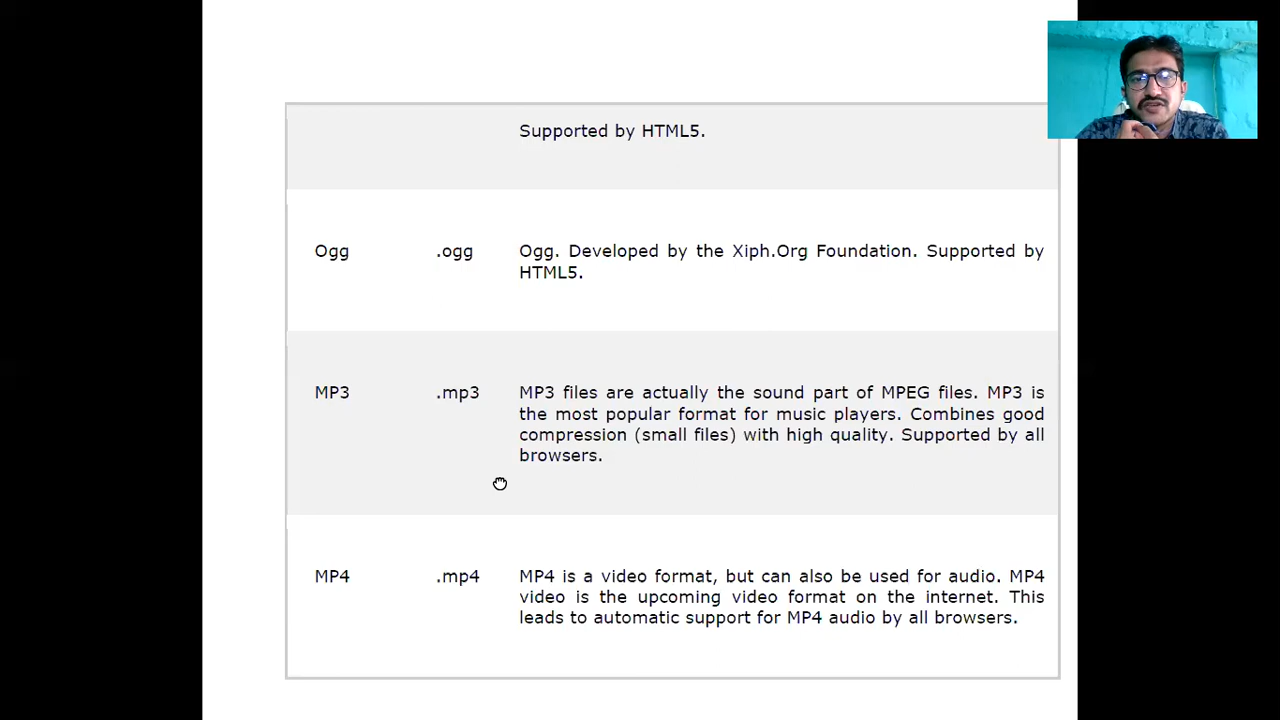 Supported by HTML5.
Ogg .ogg Ogg. Developed by the Xiph.Org Foundation. Supported by
HTML5.
MP3 .mp3 MP3 files are actually the sound part of MPEG files. MP3 is
the most popular format for music players. Combines good
compression (small files) with high quality. Supported by all
browsers.
MP4 .mp4 MP4 is a video format, but can also be used for audio. MP4
video is the upcoming video format on the internet. This
leads to automatic support for MP4 audio by all browsers.